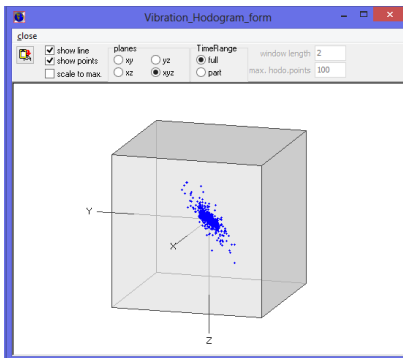 Vibration_Hodogram_form
close
show line
show points
scale to max.
planes
xy
yz
xz
xyz
TimeRange
full
part
window length 2
max. hodo.points 100
Y
X
Z